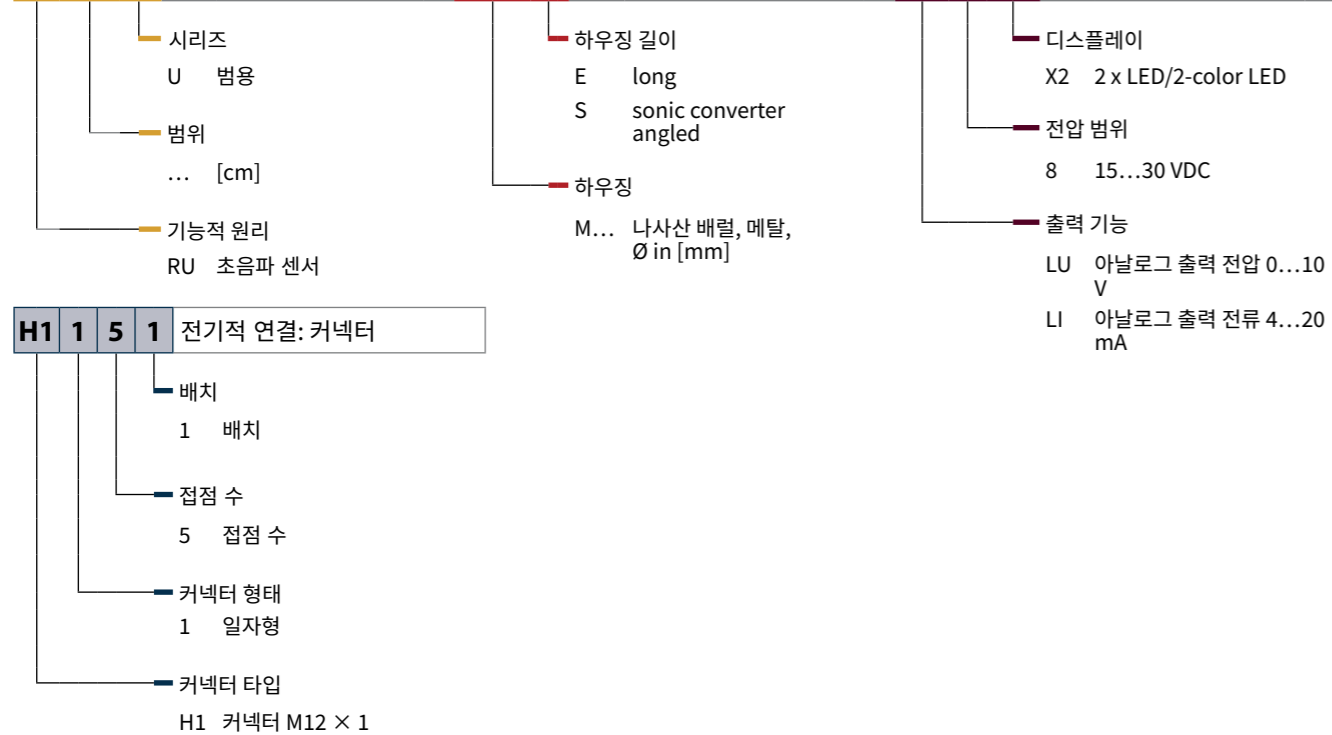 시리즈
U 범용
범위
… [cm]
기능적 원리
RU 초음파 센서
하우징 길이
E long
S sonic converter
angled
하우징
M… 나사산 배럴, 메탈,
Ø in [mm]
디스플레이
X2 2 x LED/2-color LED
전압 범위
8 15…30 VDC
출력 기능
LU 아날로그 출력 전압 0…10
V
LI 아날로그 출력 전류 4…20
mA
H1 1 5 1 전기적 연결: 커넥터
배치
1 배치
접점 수
5 접점 수
커넥터 형태
1 일자형
커넥터 타입
H1 커넥터 M12 × 1